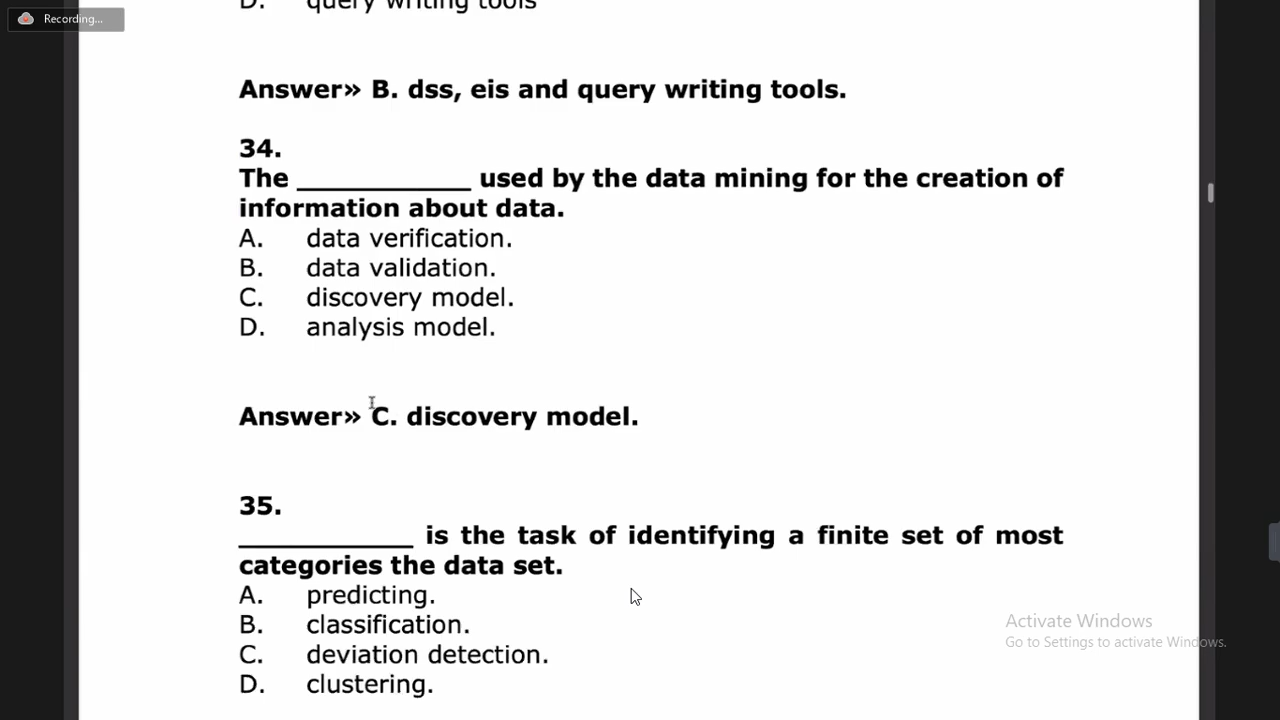 Recording...
D. query writing tools
Answer» B. dss, eis and query writing tools.
34.
The ____________ used by the data mining for the creation of
information about data.
A. data verification.
B. data validation.
C. discovery model.
D. analysis model.
Answer» C. discovery model.
35.
____________ is the task of identifying a finite set of most
categories the data set.
A. predicting.
B. classification.
C. deviation detection.
D. clustering.
Activate Windows
Go to Settings to activate Windows.